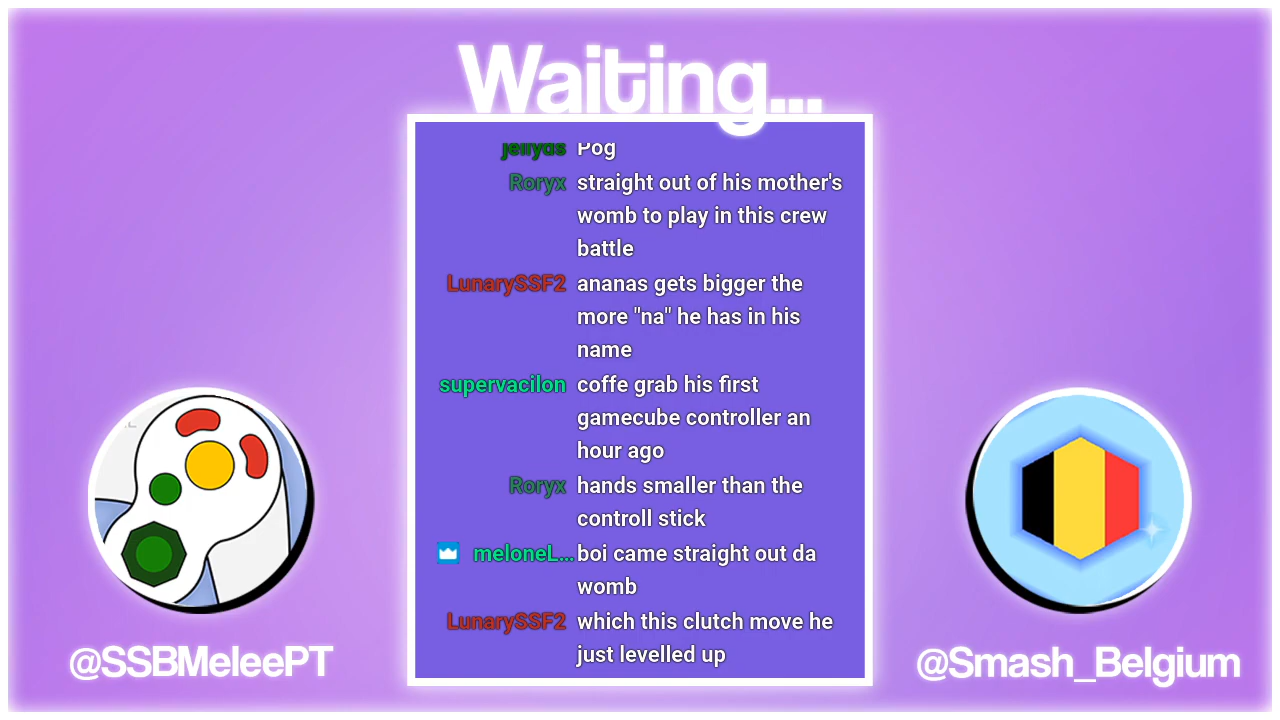 Waiting...
jellyds Pog
Roryx straight out of his mother's
womb to play in this crew
battle
LunarySSF2 ananas gets bigger the
more "na" he has in his
name
supervacilon coffe grab his first
gamecube controller an
hour ago
Roryx hands smaller than the
controll stick
meloneL... boi came straight out da
womb
LunarySSF2 which this clutch move he
just levelled up
@SSBMeleePT
@Smash_Belgium